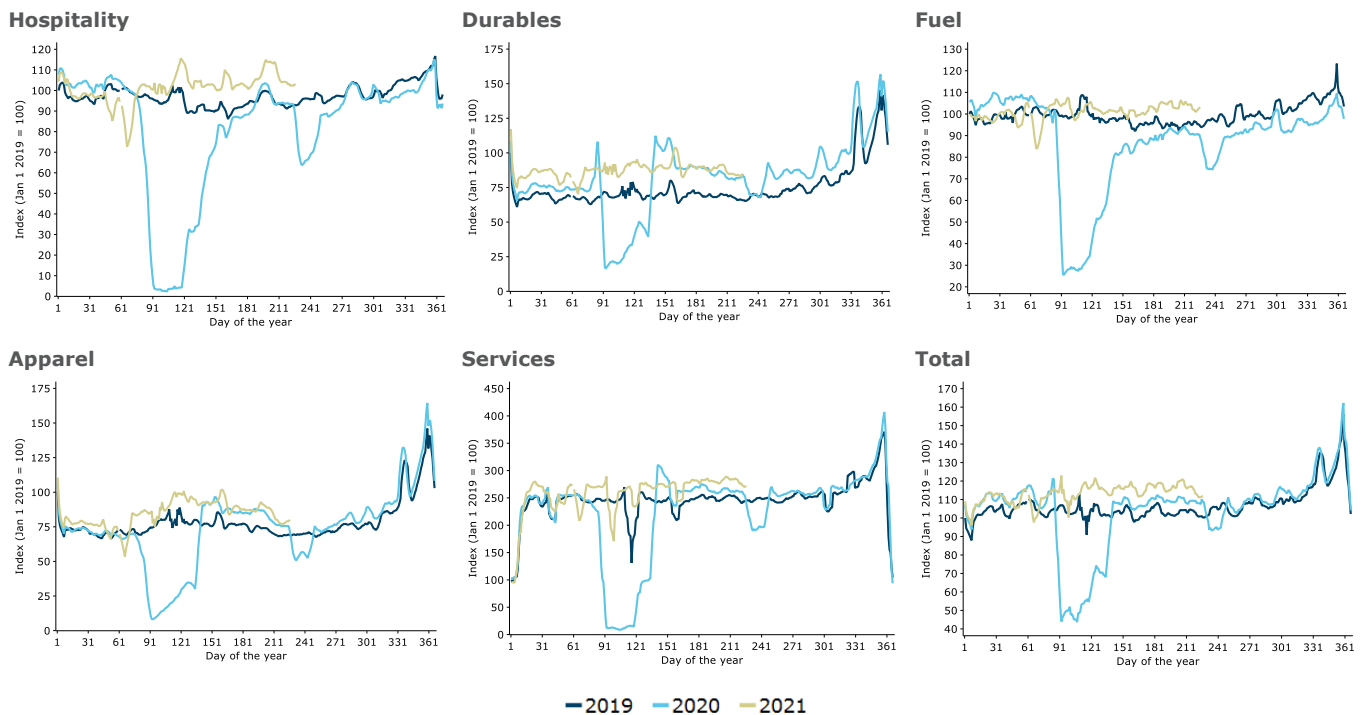 Hospitality
Index (Jan 1 2019 = 100)
120
110
100
90
80
70
60
50
40
30
20
10
0
1 31 61 91 121 151 181 211 241 271 301 331 361
Day of the year
Durables
Index (Jan 1 2019 = 100)
175
150
125
100
75
50
25
0
1 31 61 91 121 151 181 211 241 271 301 331 361
Day of the year
Fuel
Index (Jan 1 2019 = 100)
130
120
110
100
90
80
70
60
50
40
30
20
1 31 61 91 121 151 181 211 241 271 301 331 361
Day of the year
Apparel
Index (Jan 1 2019 = 100)
175
150
125
100
75
50
25
0
1 31 61 91 121 151 181 211 241 271 301 331 361
Day of the year
Services
Index (Jan 1 2019 = 100)
450
400
350
300
250
200
150
100
50
0
1 31 61 91 121 151 181 211 241 271 301 331 361
Day of the year
Total
Index (Jan 1 2019 = 100)
170
160
150
140
130
120
110
100
90
80
70
60
50
40
1 31 61 91 121 151 181 211 241 271 301 331 361
Day of the year
2019 2020 2021